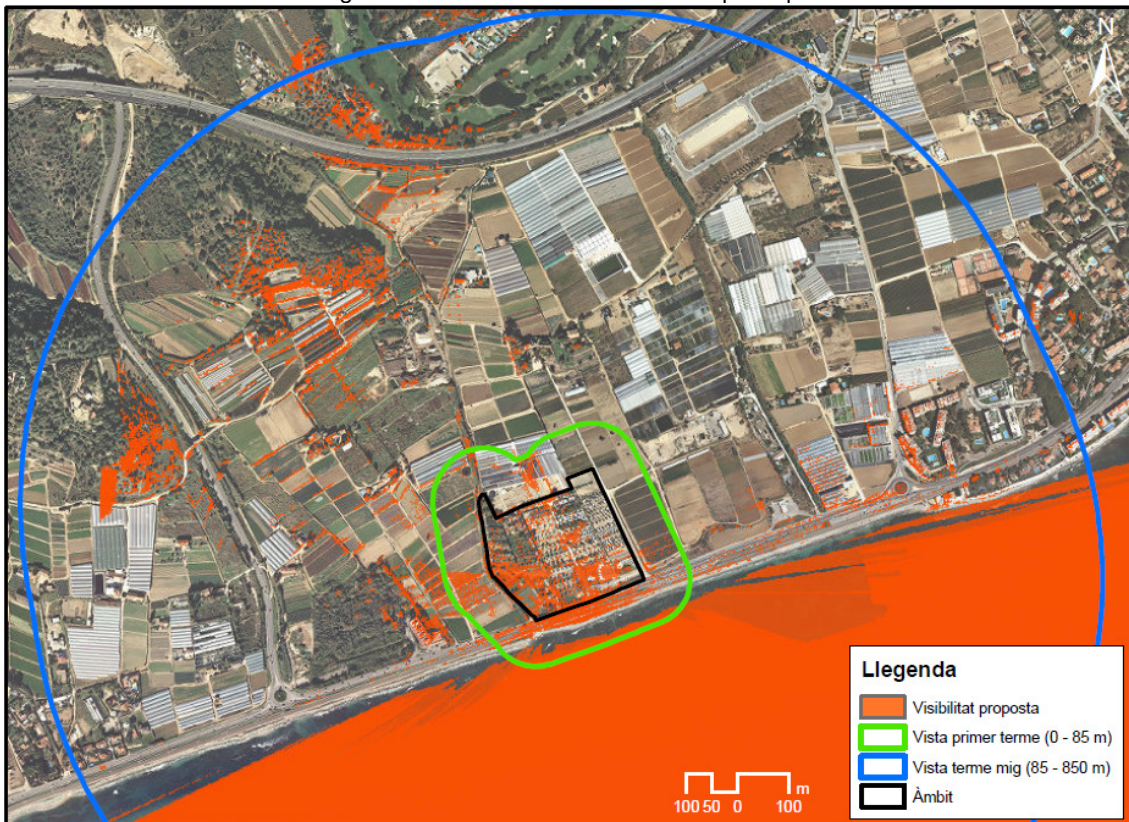 N
Llegenda
Visibilitat proposta
Vista primer terme (0 - 85 m)
Vista terme mig (85 - 850 m)
Àmbit
m
100 50 0 100